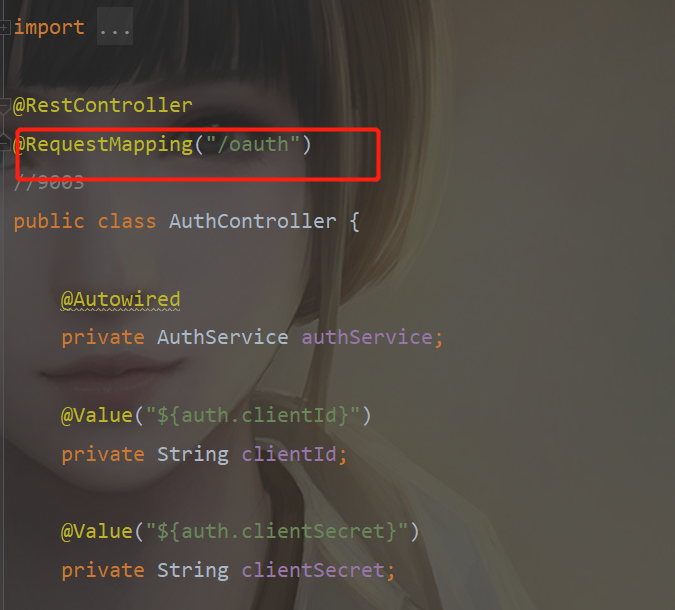 import ...
@RestController
@RequestMapping("/oauth")
//9003
public class AuthController {
@Autowired
private AuthService authService;
@Value("${auth.clientId}")
private String clientId;
@Value("${auth.clientSecret}")
private String clientSecret;